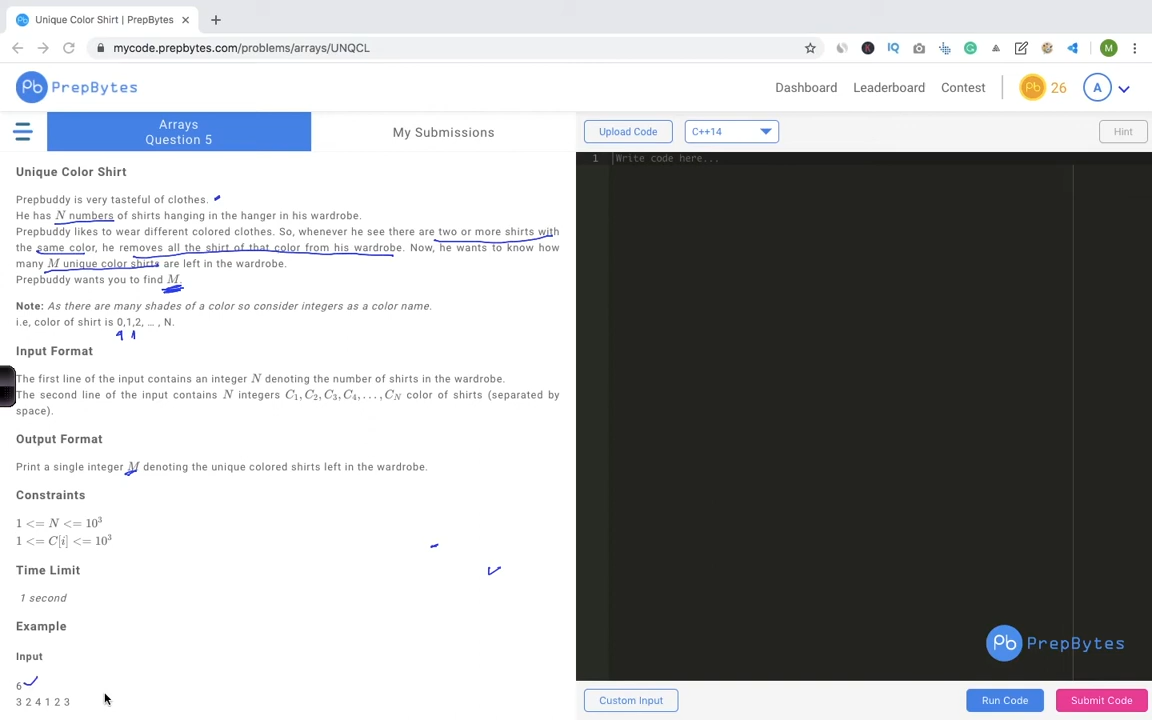 Unique Color Shirt | PrepBytes
mycode.prepbytes.com/problems/arrays/UNQCL
IQ
M
Pb PrepBytes
Dashboard Leaderboard Contest Pb 26 A
Arrays
Question 5
My Submissions
Upload Code C++14 Hint
1 Write code here...
Unique Color Shirt
Prepbuddy is very tasteful of clothes.
He has N numbers of shirts hanging in the hanger in his wardrobe.
Prepbuddy likes to wear different colored clothes. So, whenever he see there are two or more shirts with
the same color, he removes all the shirt of that color from his wardrobe. Now, he wants to know how
many M unique color shirts are left in the wardrobe.
Prepbuddy wants you to find M.
Note: As there are many shades of a color so consider integers as a color name.
i.e, color of shirt is 0,1,2, ... , N.
Input Format
The first line of the input contains an integer N denoting the number of shirts in the wardrobe.
The second line of the input contains N integers C₁, C₂, C₃, C₄, . . . , C_N color of shirts (separated by
space).
Output Format
Print a single integer M denoting the unique colored shirts left in the wardrobe.
Constraints
1 <= N <= 10³
1 <= C[i] <= 10³
Time Limit
1 second
Example
Input
6
3 2 4 1 2 3
Pb PrepBytes
Custom Input Run Code Submit Code